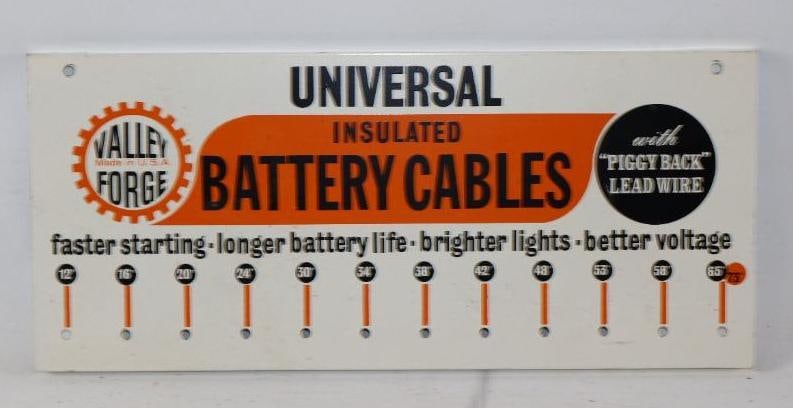 UNIVERSAL
INSULATED
BATTERY CABLES
VALLEY
Made in U.S.A.
FORGE
with
"PIGGY BACK"
LEAD WIRE
faster starting · longer battery life · brighter lights · better voltage
12" 16" 20" 24" 30" 34" 38" 42" 48" 53" 58" 65" 73"